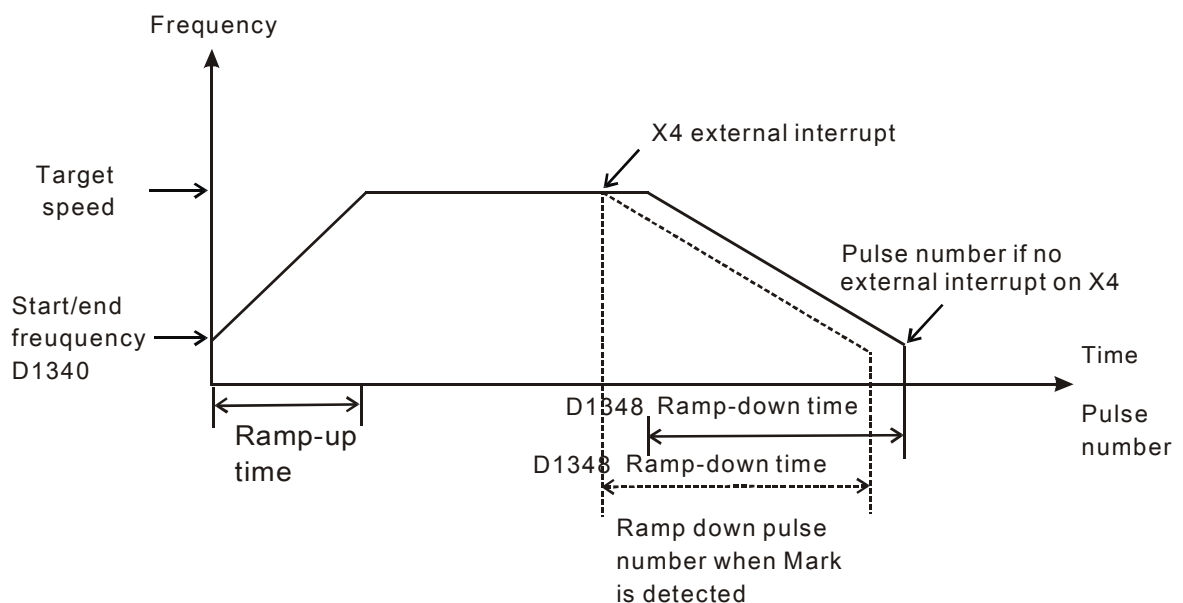 Frequency
X4 external interrupt
Target
speed
Pulse number if no
external interrupt on X4
Start/end
freuquency
D1340
Time
D1348 Ramp-down time
Pulse
number
Ramp-up
time
D1348 Ramp-down time
Ramp down pulse
number when Mark
is detected